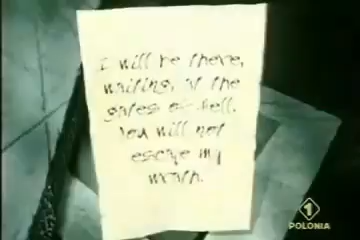 I will be there,
waiting, at the
gates of hell.
You will not
escape my
wrath.
1
POLONIA